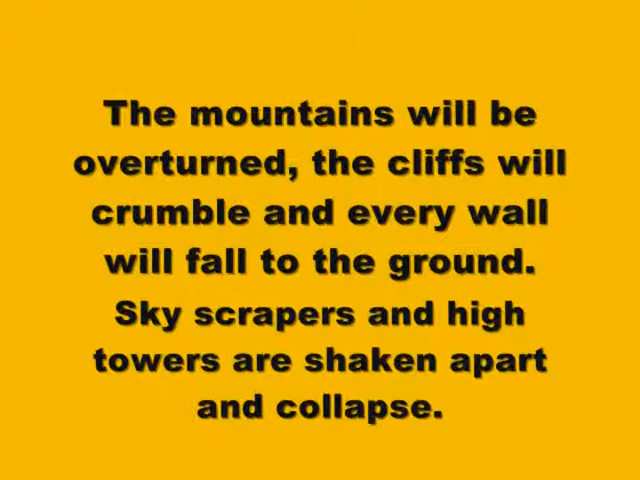 The mountains will be
overturned, the cliffs will
crumble and every wall
will fall to the ground.
Sky scrapers and high
towers are shaken apart
and collapse.